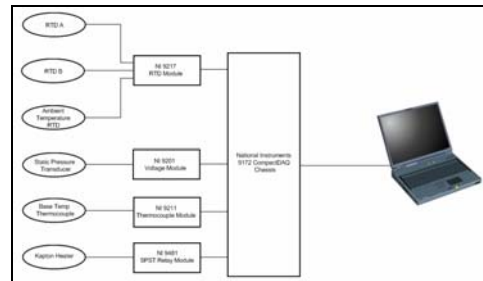 RTD A
RTD B
Ambient
Temperature
RTD
Static Pressure
Transducer
Base Temp
Thermocouple
Kapton Heater
NI 9217
RTD Module
NI 9201
Voltage Module
NI 9211
Thermocouple Module
NI 9481
SPST Relay Module
National Instruments
9172 CompactDAQ
Chassis